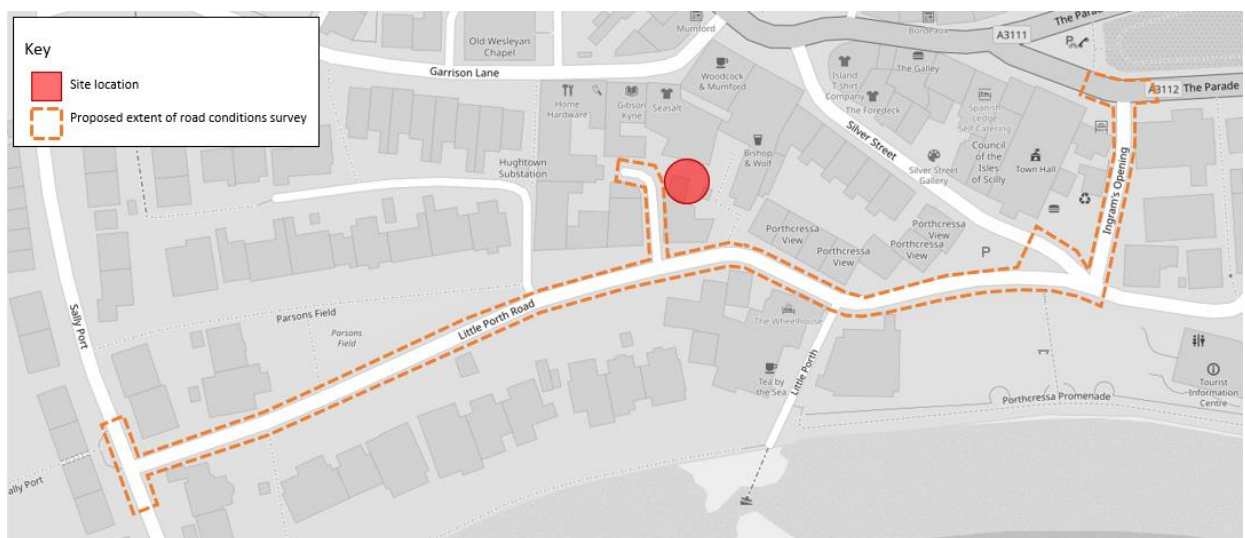 Key
Site location
Proposed extent of road conditions survey
Old Wesleyan
Chapel
Mumford
Bordeaux
A3111
The Parade
P
Garrison Lane
Woodcock
& Mumford
Island
T-shirt
Company
The Galley
The Foredeck
A3112
The Parade
Home
Hardware
Gibson
Kyne
Seasalt
Spanish
Ledge
Self Catering
Silver Street
Bishop
& Wolf
Council
of the
Isles
of Scilly
Town Hall
Silver Street
Gallery
Hughtown
Substation
Ingram's Opening
Porthcressa
View
Porthcressa
View
Porthcressa
View
P
Sally Port
Parsons Field
Parsons
Field
Little Porth Road
The Wheelhouse
Little Porth
Tea by
the Sea
Tourist
Information
Centre
Porthcressa Promenade
ally Port